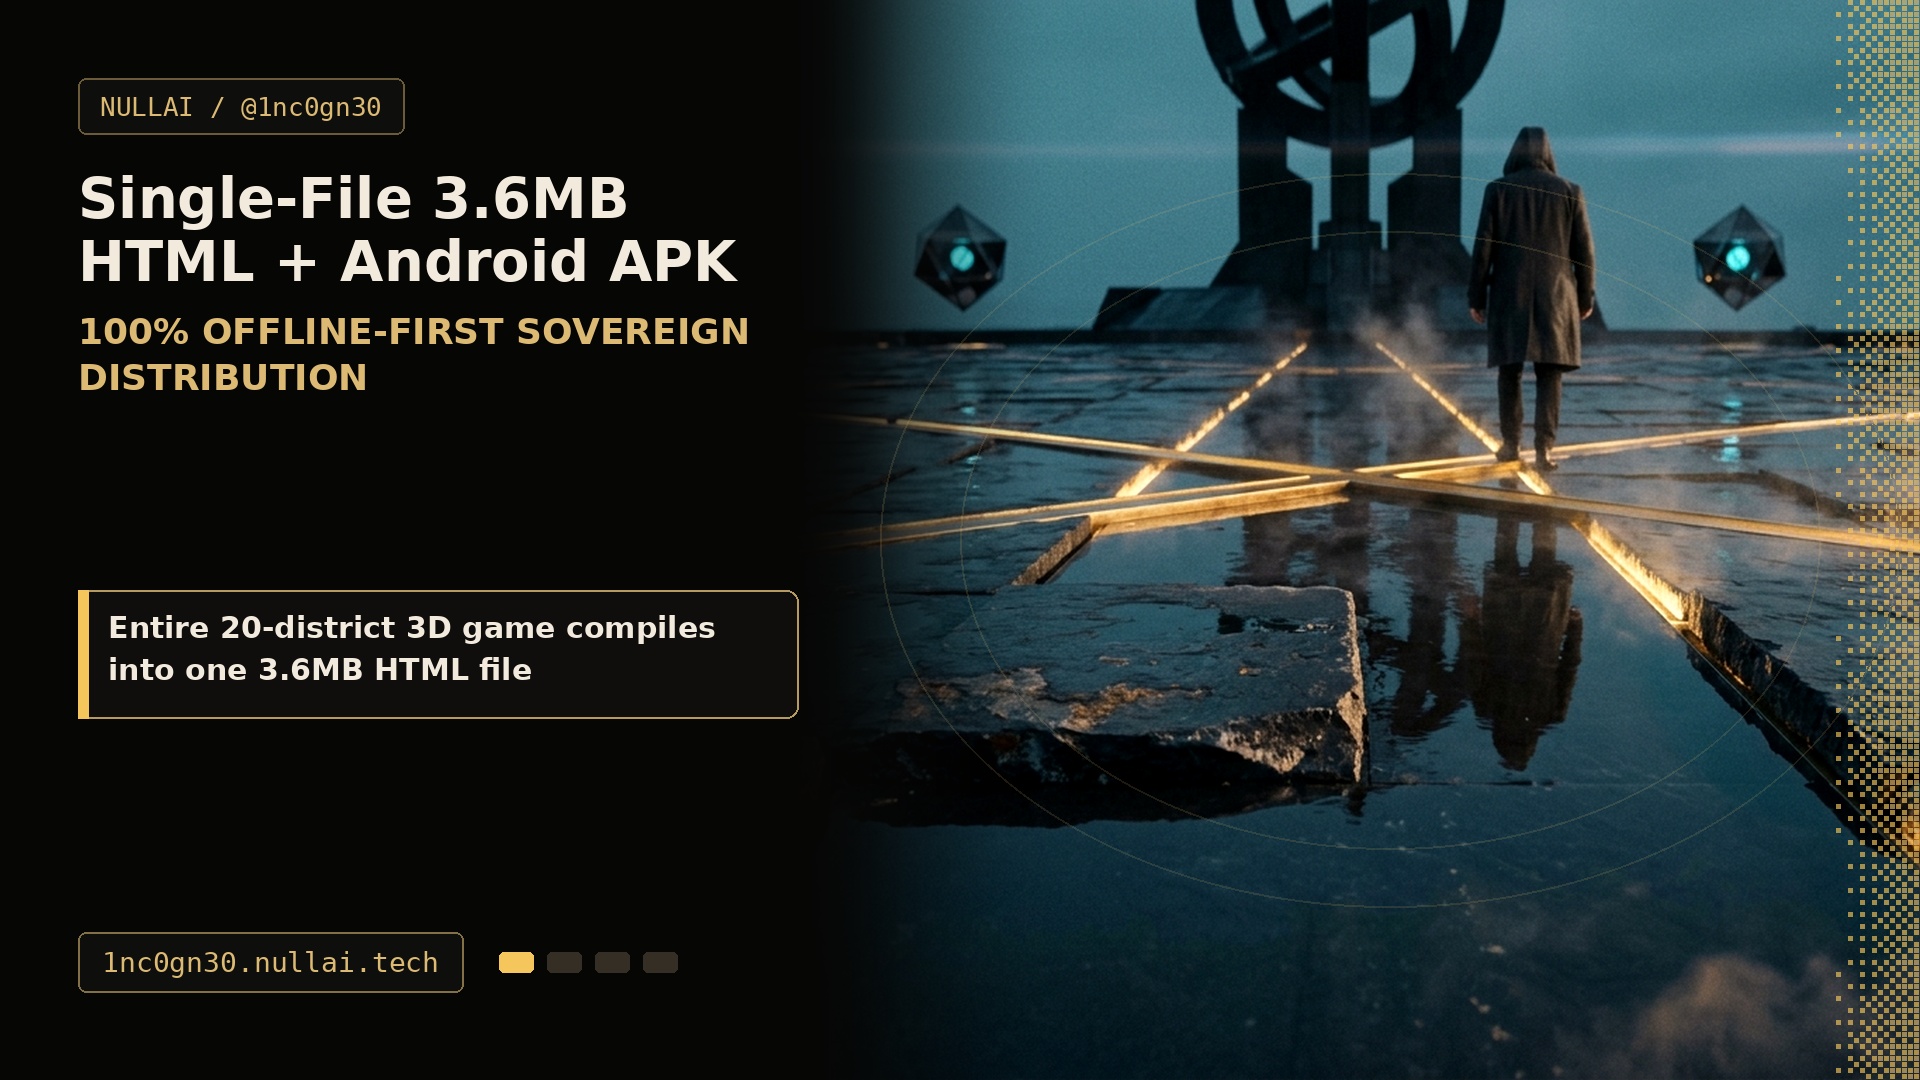 NULLAI / @1nc0gn30
Single-File 3.6MB
HTML + Android APK
100% OFFLINE-FIRST SOVEREIGN
DISTRIBUTION
Entire 20-district 3D game compiles
into one 3.6MB HTML file
1nc0gn30.nullai.tech